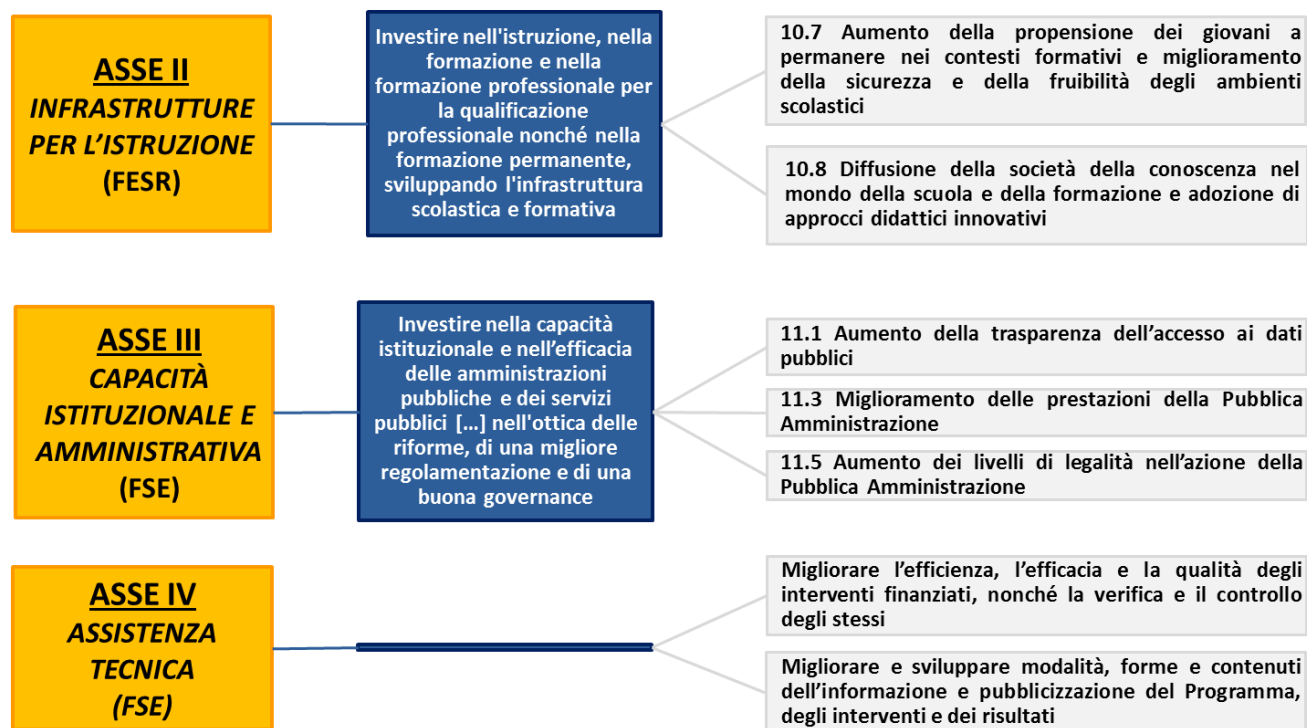 ASSE II
INFRASTRUTTURE
PER L’ISTRUZIONE
(FESR)
Investire nell'istruzione, nella
formazione e nella
formazione professionale per
la qualificazione
professionale nonché nella
formazione permanente,
sviluppando l'infrastruttura
scolastica e formativa
10.7 Aumento della propensione dei giovani a
permanere nei contesti formativi e miglioramento
della sicurezza e della fruibilità degli ambienti
scolastici
10.8 Diffusione della società della conoscenza nel
mondo della scuola e della formazione e adozione di
approcci didattici innovativi
ASSE III
CAPACITÀ
ISTITUZIONALE E
AMMINISTRATIVA
(FSE)
Investire nella capacità
istituzionale e nell’efficacia
delle amministrazioni
pubbliche e dei servizi
pubblici […] nell'ottica delle
riforme, di una migliore
regolamentazione e di una
buona governance
11.1 Aumento della trasparenza dell’accesso ai dati
pubblici
11.3 Miglioramento delle prestazioni della Pubblica
Amministrazione
11.5 Aumento dei livelli di legalità nell’azione della
Pubblica Amministrazione
ASSE IV
ASSISTENZA
TECNICA
(FSE)
Migliorare l’efficienza, l’efficacia e la qualità degli
interventi finanziati, nonché la verifica e il controllo
degli stessi
Migliorare e sviluppare modalità, forme e contenuti
dell’informazione e pubblicizzazione del Programma,
degli interventi e dei risultati